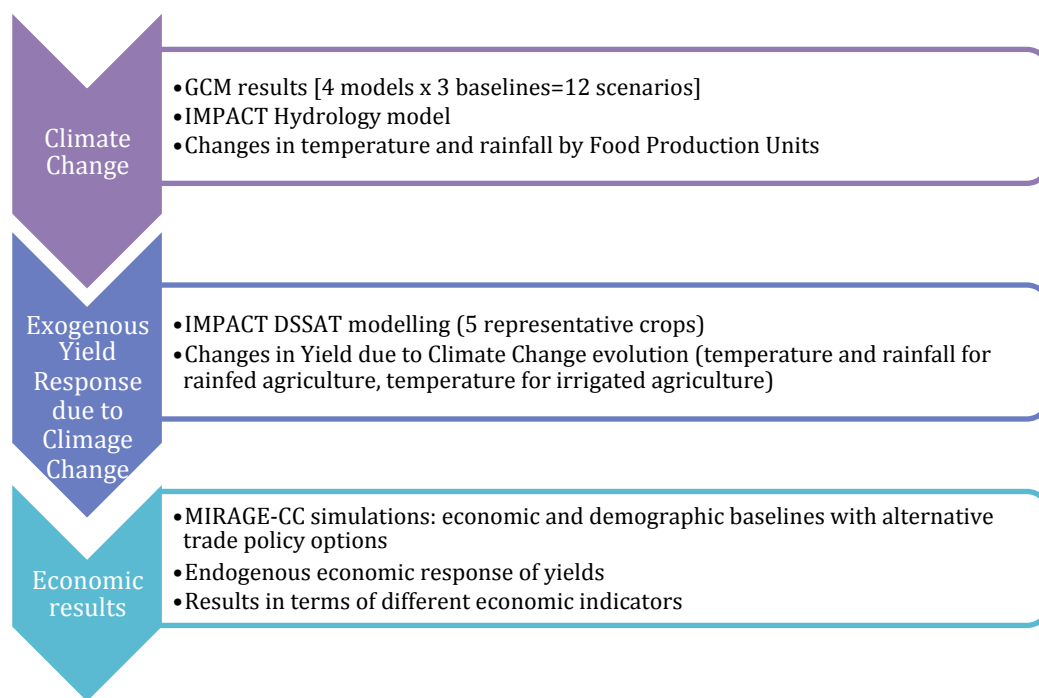 Climate
Change
•GCM results [4 models x 3 baselines=12 scenarios]
•IMPACT Hydrology model
•Changes in temperature and rainfall by Food Production Units
Exogenous
Yield
Response
due to
Climage
Change
•IMPACT DSSAT modelling (5 representative crops)
•Changes in Yield due to Climate Change evolution (temperature and rainfall for
rainfed agriculture, temperature for irrigated agriculture)
Economic
results
•MIRAGE-CC simulations: economic and demographic baselines with alternative
trade policy options
•Endogenous economic response of yields
•Results in terms of different economic indicators